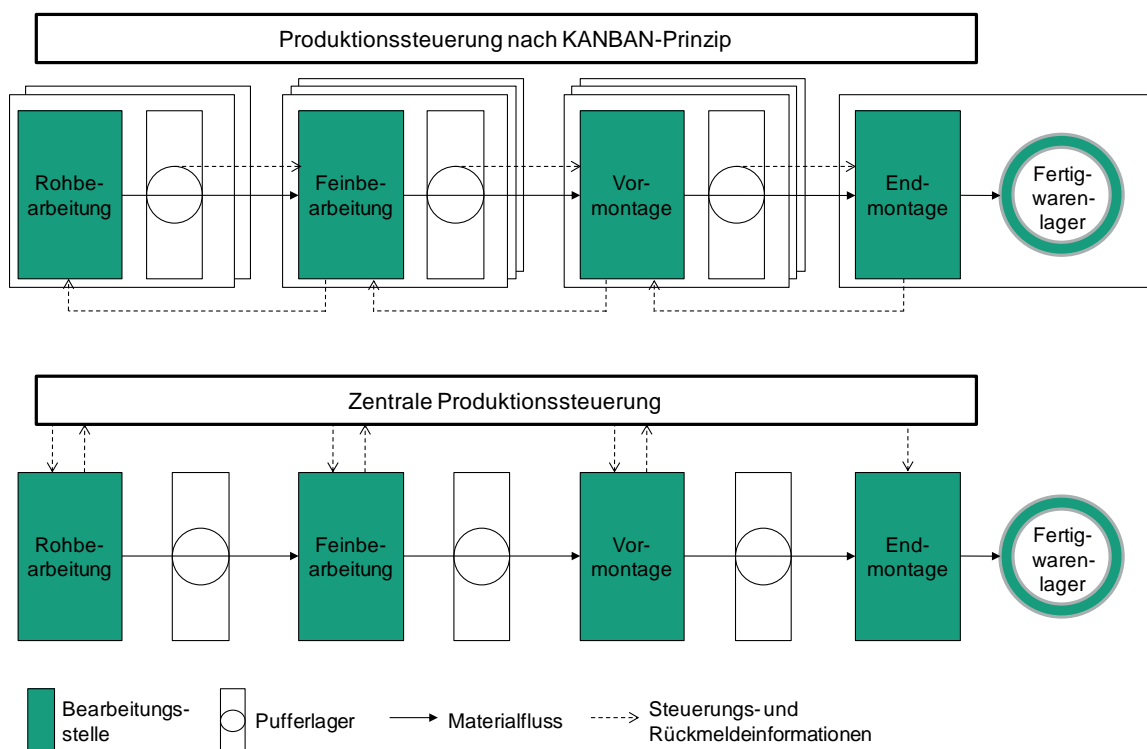 Produktionssteuerung nach KANBAN-Prinzip
Rohbe-
arbeitung
Feinbe-
arbeitung
Vor-
montage
End-
montage
Fertig-
waren-
lager
Zentrale Produktionssteuerung
Rohbe-
arbeitung
Feinbe-
arbeitung
Vor-
montage
End-
montage
Fertig-
waren-
lager
Bearbeitungs-
stelle
Pufferlager
Materialfluss
Steuerungs- und
Rückmeldeinformationen